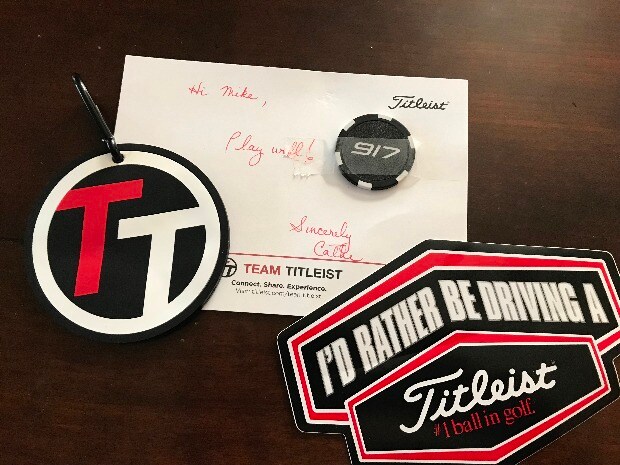 Hi Mike,
Titleist
Play well!
917
Sincerely
TT
TEAM TITLEIST
Connect. Share. Experience.
I'D RATHER BE DRIVING A
Titleist
#1 ball in golf.